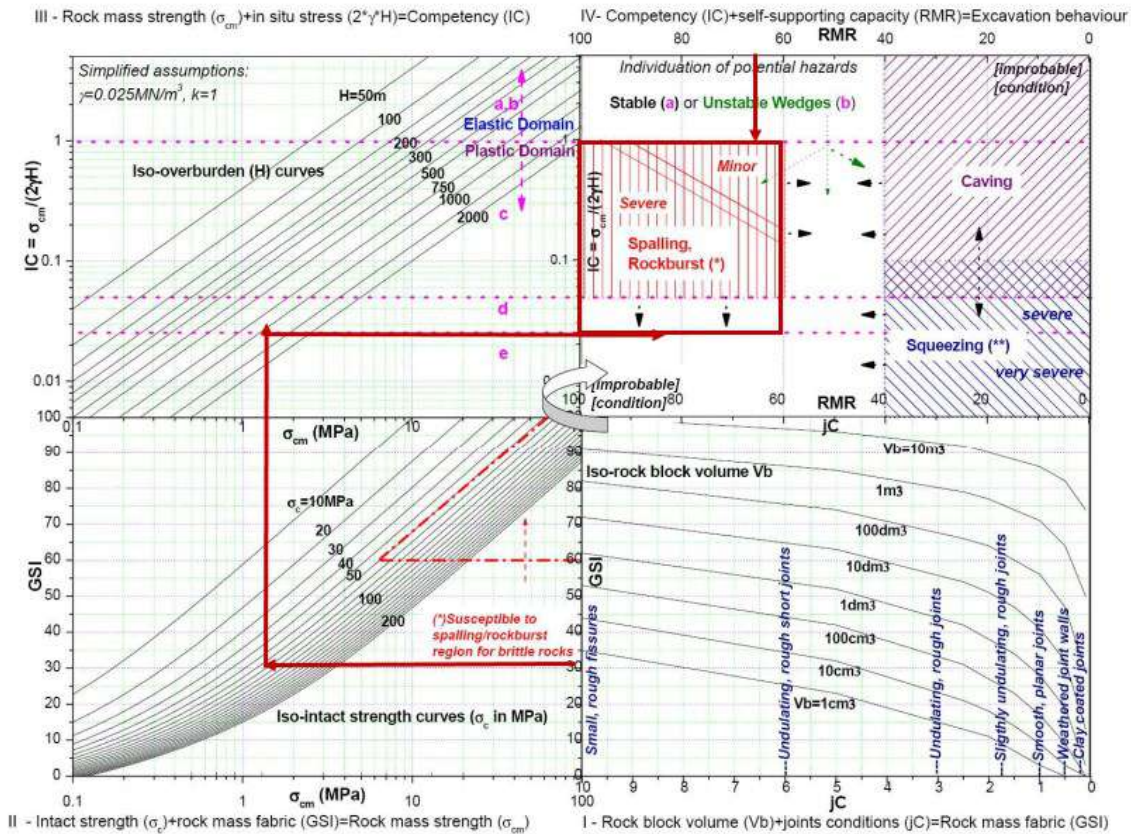 III - Rock mass strength (σcm)+in situ stress (2*γ*H)=Competency (IC)
IV- Competency (IC)+self-supporting capacity (RMR)=Excavation behaviour
100 80 60 RMR 40 20 0
Simplified assumptions:
γ=0.025MN/m³, k=1
H=50m
100
200
300
500
750
1000
2000
a,b
Elastic Domain
Plastic Domain
c
d
e
Iso-overburden (H) curves
IC = σcm/(2γH)
1
0.1
0.01
Individuation of potential hazards
[improbable]
[condition]
Stable (a) or Unstable Wedges (b)
1
Minor
Severe
Spalling,
Rockburst (*)
IC = σcm/(2γH)
0.1
Caving
severe
Squeezing (**)
very severe
[improbable]
[condition]
100 80 60 RMR 40 20 0
jC
σcm (MPa)
100
90
80
70
60
50
40
30
20
10
0
GSI
σc=10MPa
20
30
40
50
100
200
(*)Susceptible to
spalling/rockburst
region for brittle rocks
Iso-intact strength curves (σc in MPa)
0.1 1 10 100
σcm (MPa)
Vb=10m3
Iso-rock block volume Vb
1m3
100dm3
10dm3
1dm3
100cm3
10cm3
Vb=1cm3
90
80
70
60
GSI
50
40
30
20
10
0
Small, rough fissures
---Undulating, rough short joints
---Undulating, rough joints
---Sligthly undulating, rough joints
---Smooth, planar joints
---Weathered joint walls
---Clay coated joints
9 8 7 6 5 4 3 2 1 0
jC
II - Intact strength (σc)+rock mass fabric (GSI)=Rock mass strength (σcm)
I - Rock block volume (Vb)+joints conditions (jC)=Rock mass fabric (GSI)